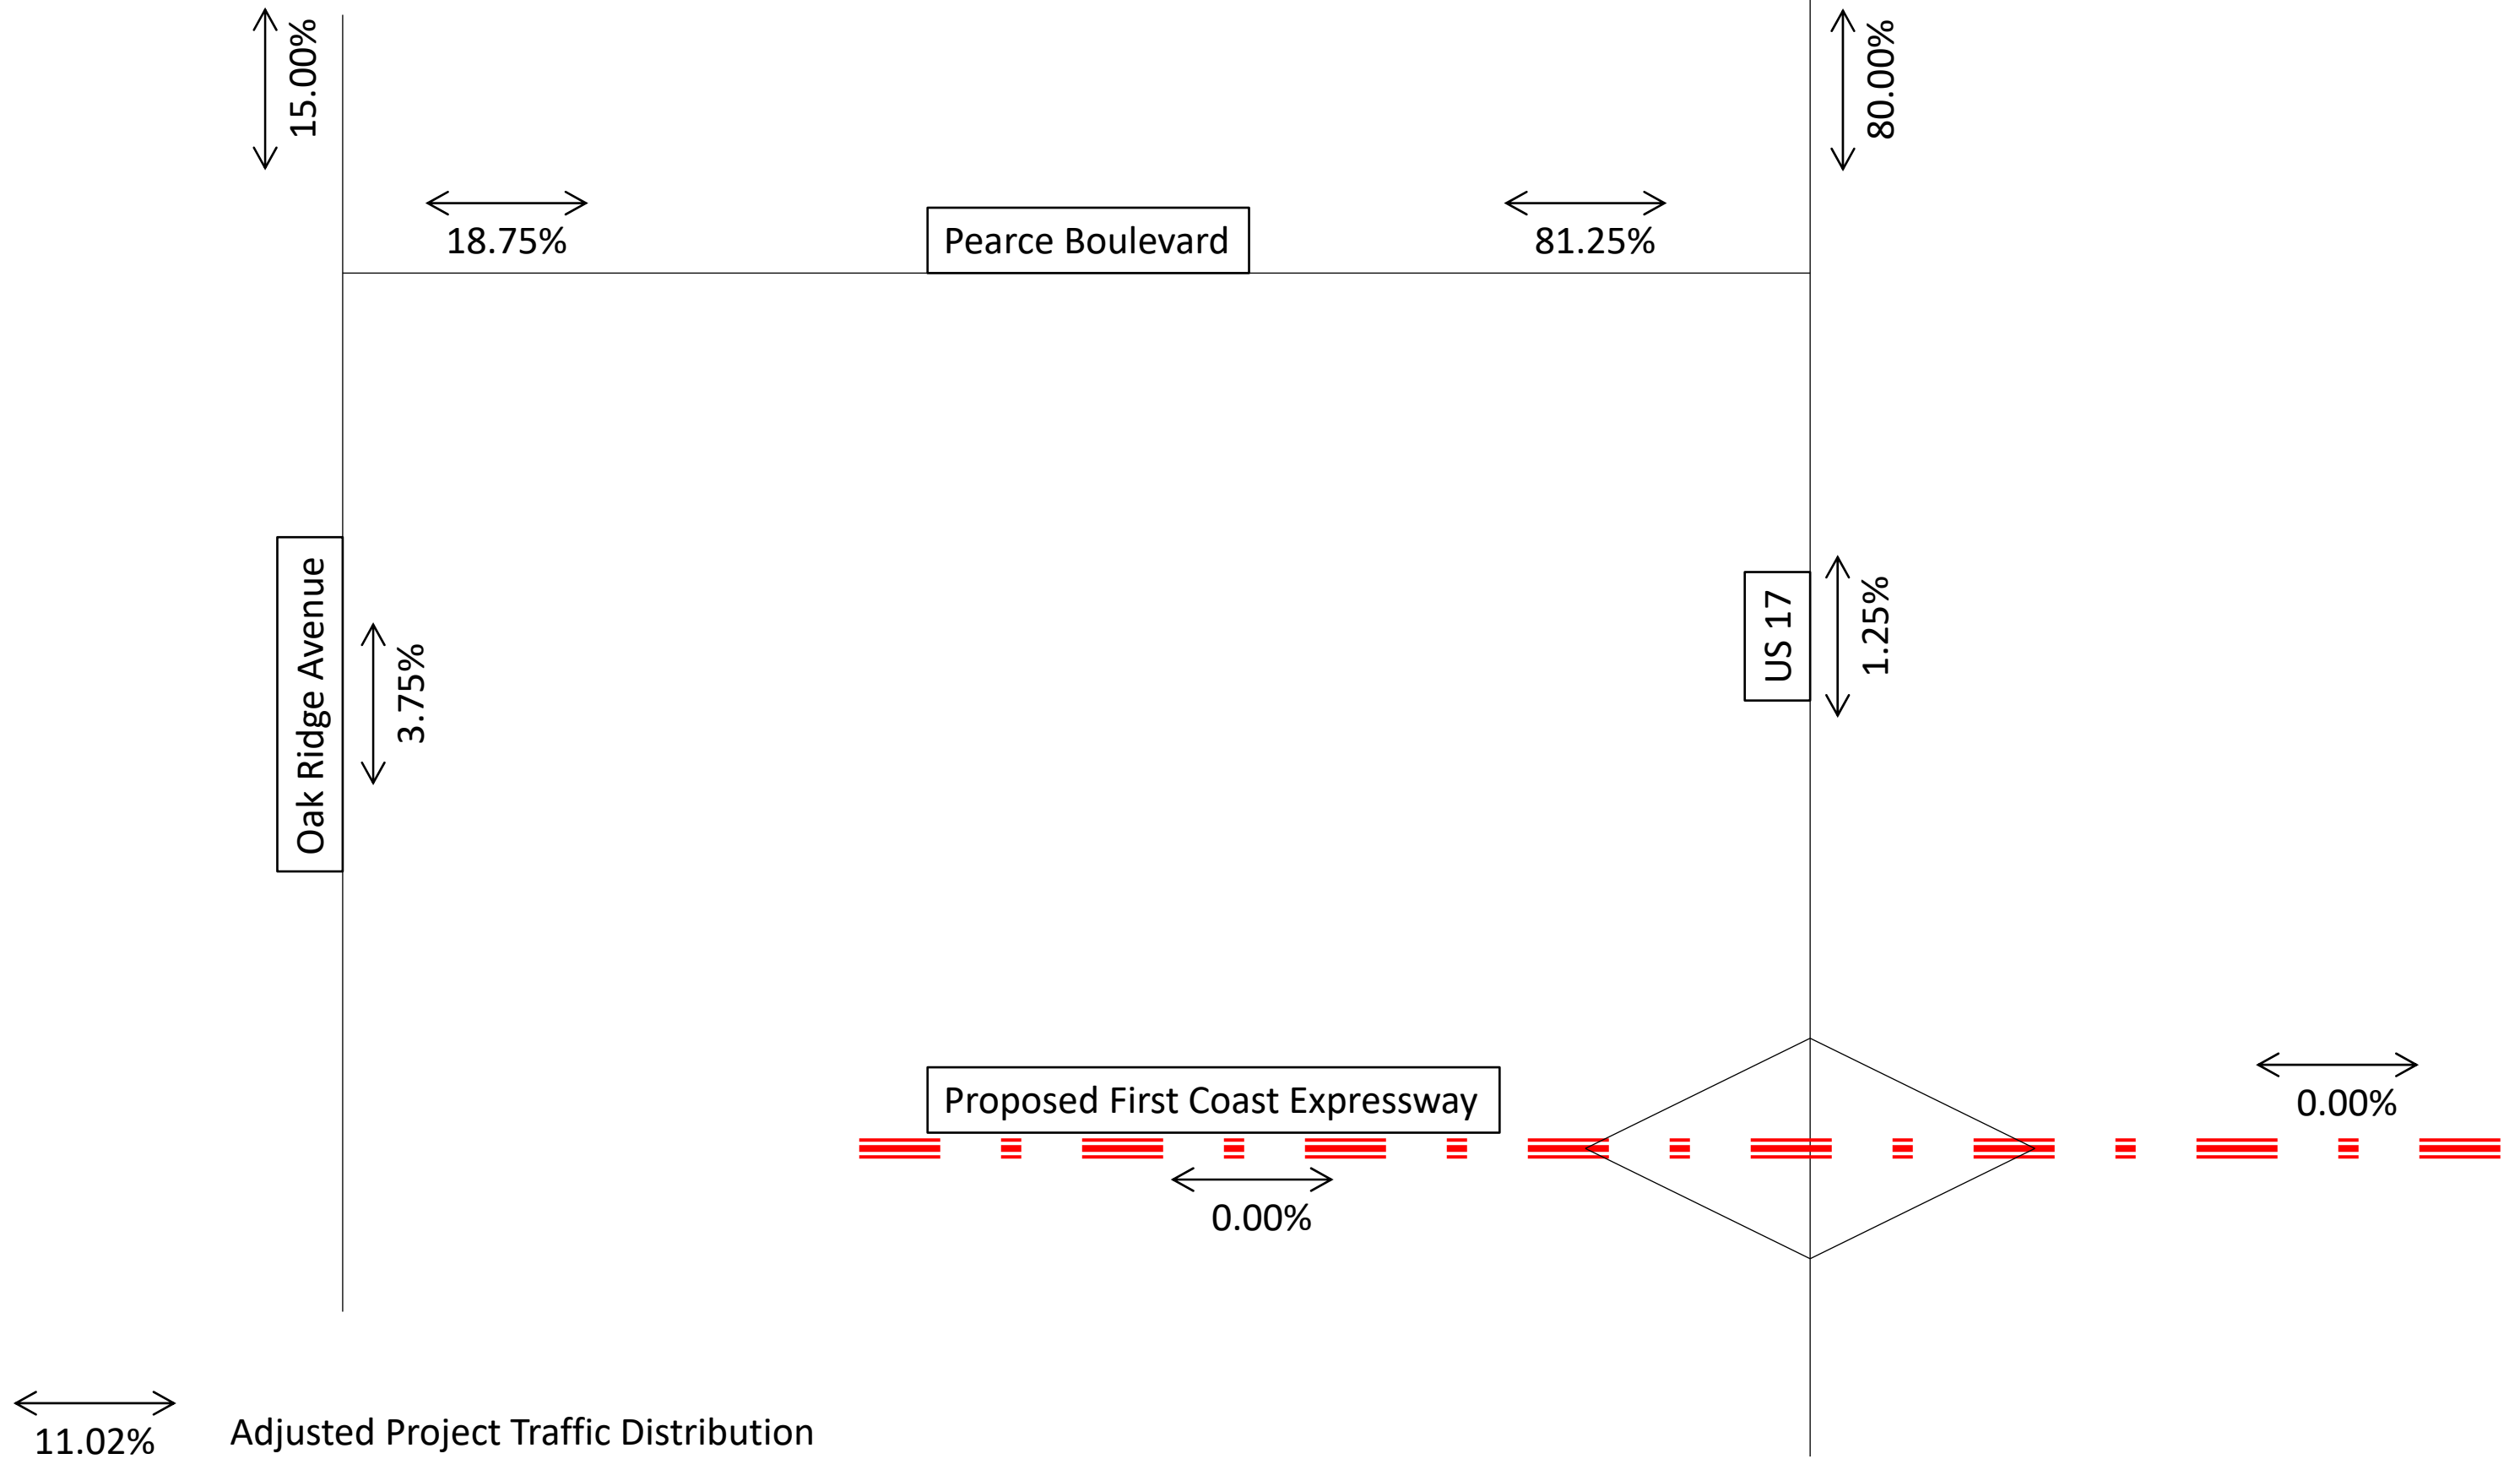 15.00%
80.00%
18.75%
Pearce Boulevard
81.25%
Oak Ridge Avenue
3.75%
US 17
1.25%
Proposed First Coast Expressway
0.00%
0.00%
11.02%
Adjusted Project Traffic Distribution